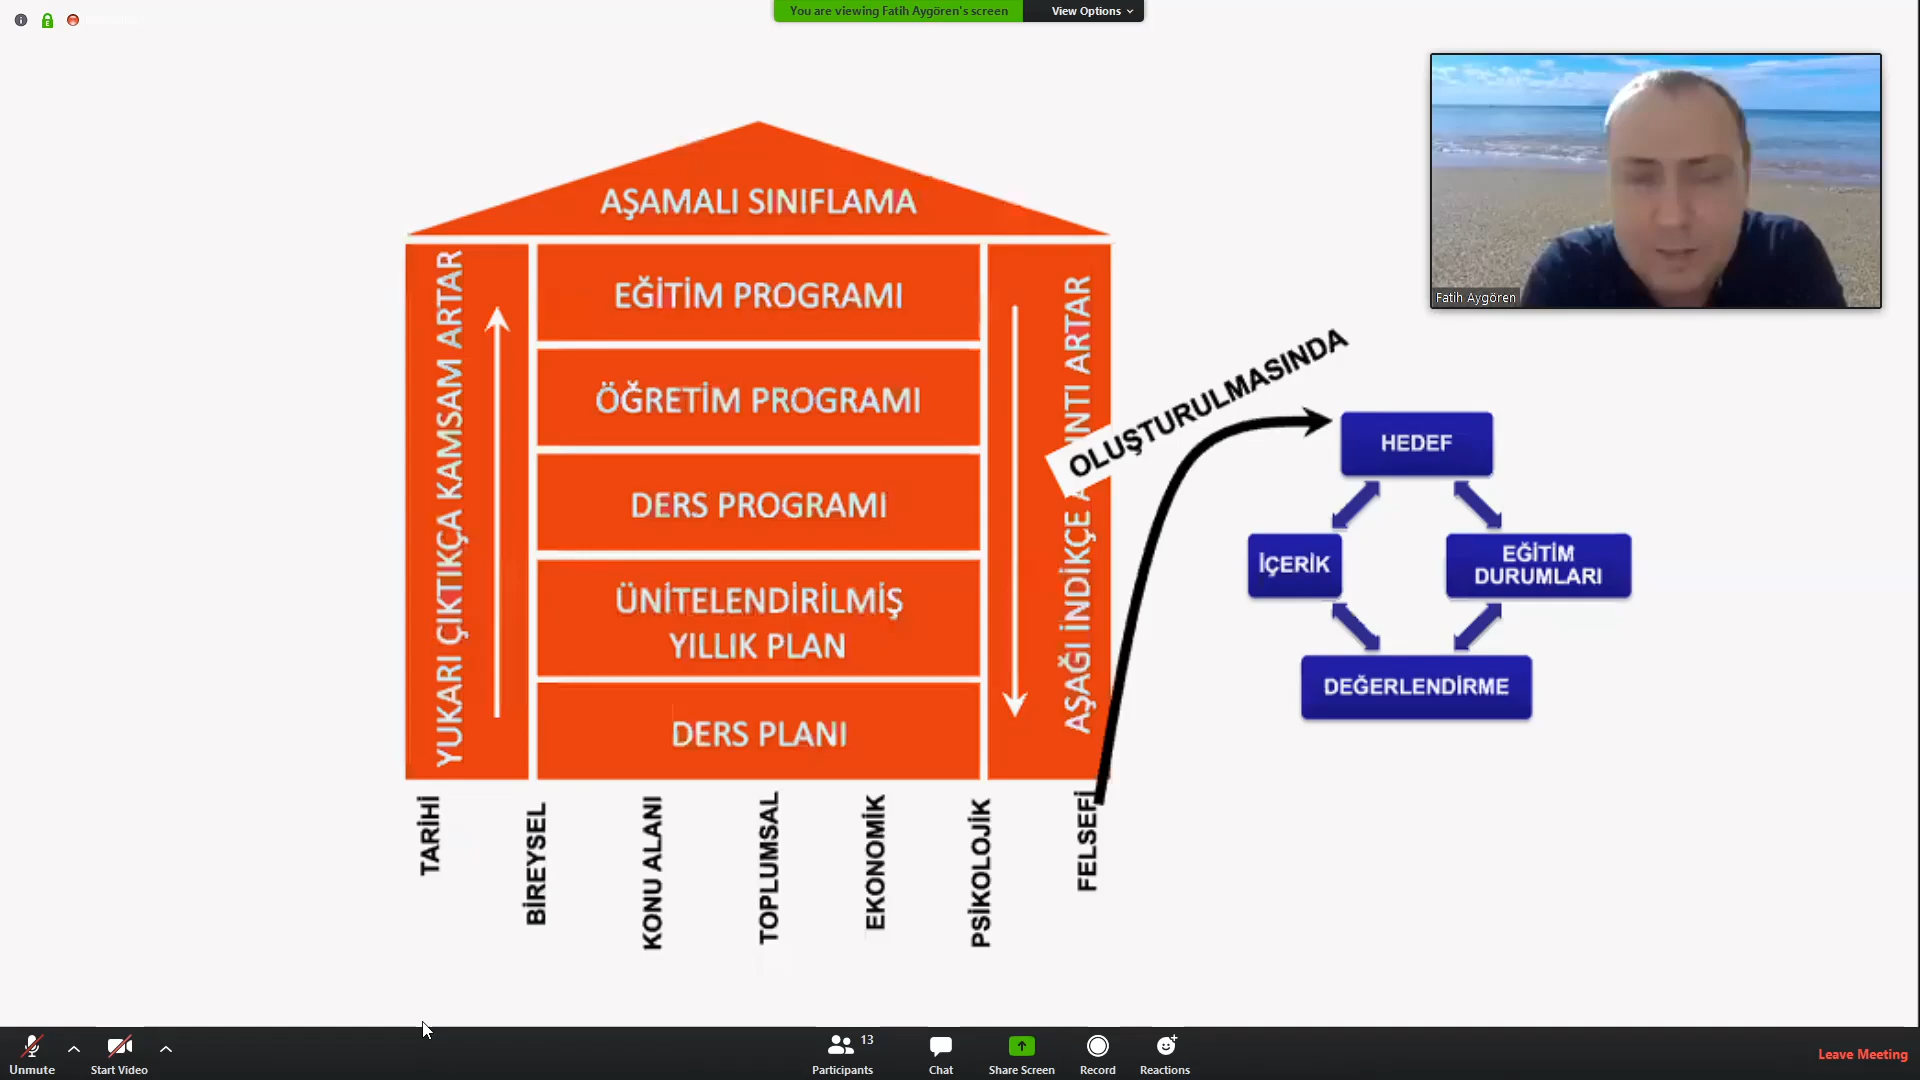 You are viewing Fatih Aygören's screen
View Options
Fatih Aygören
AŞAMALI SINIFLAMA
YUKARI ÇIKTIKÇA KAMSAM ARTAR
EĞİTİM PROGRAMI
ÖĞRETİM PROGRAMI
DERS PROGRAMI
ÜNİTELENDİRİLMİŞ
YILLIK PLAN
DERS PLANI
AŞAĞI İNDİKÇE ARTAR
OLUŞTURULMASINDA
HEDEF
İÇERİK
EĞİTİM
DURUMLARI
DEĞERLENDİRME
TARİHİ
BİREYSEL
KONU ALANI
TOPLUMSAL
EKONOMİK
PSİKOLOJİK
FELSEFİ
Unmute
Start Video
13
Participants
Chat
Share Screen
Record
Reactions
Leave Meeting